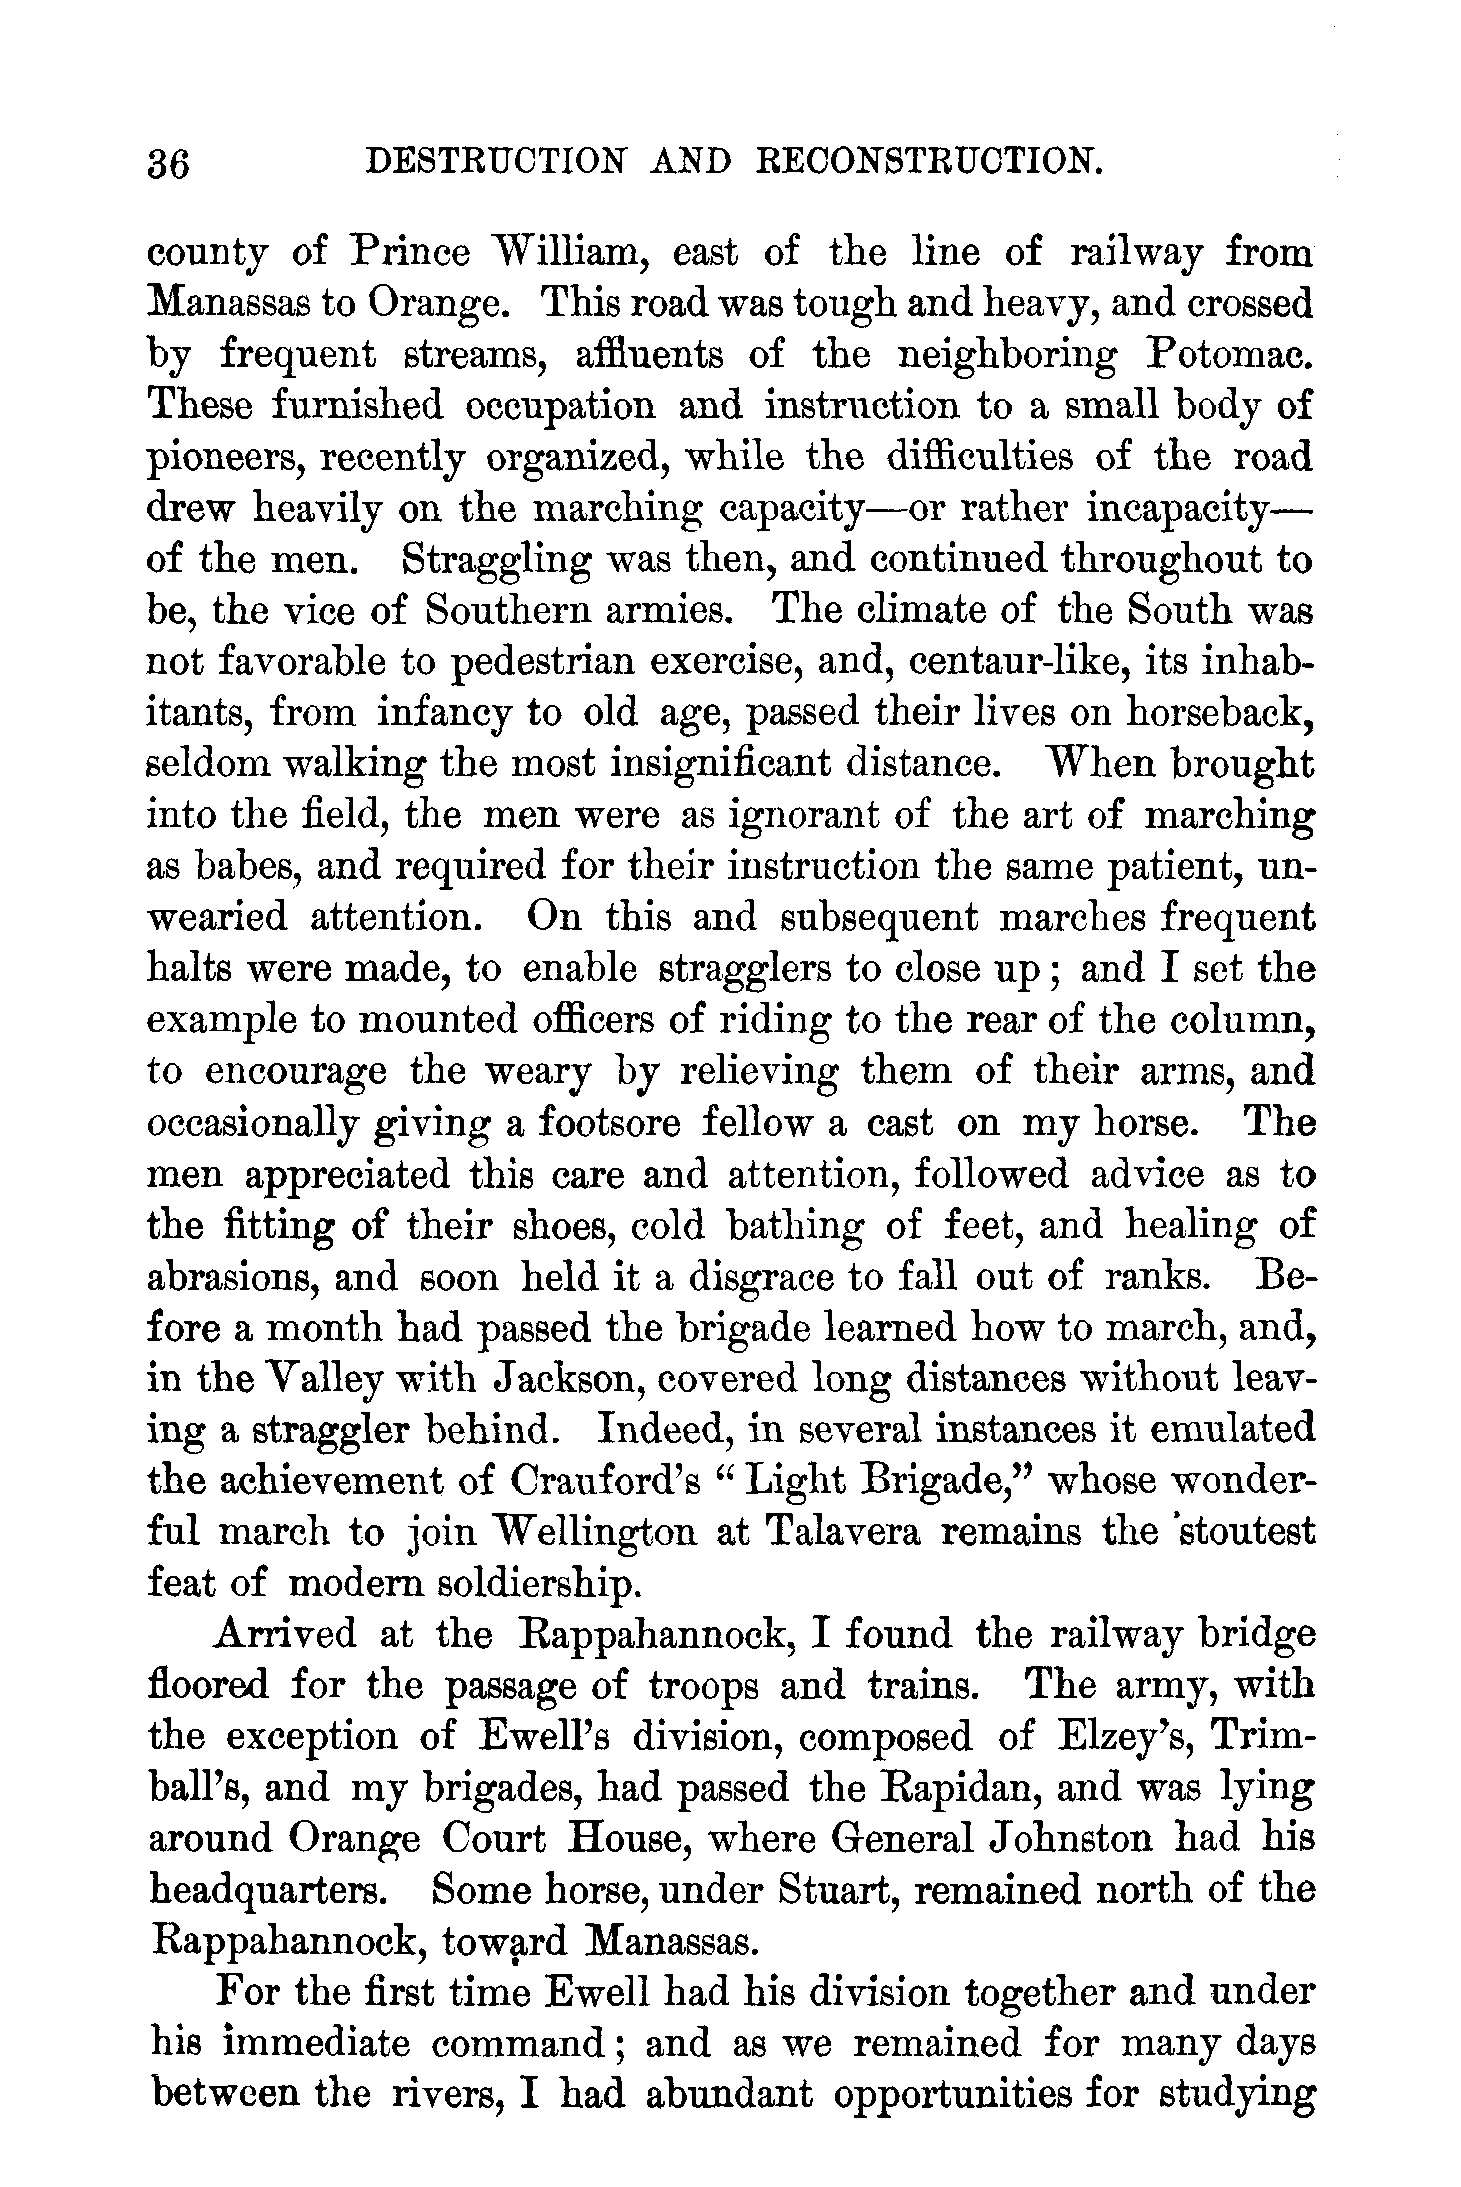 36 DESTRUCTION AND RECONSTRUCTION.
county of Prince William, east of the line of railway from
Manassas to Orange. This road was tough and heavy, and crossed
by frequent streams, affluents of the neighboring Potomac.
These furnished occupation and instruction to a small body of
pioneers, recently organized, while the difficulties of the road
drew heavily on the marching capacity—or rather incapacity—
of the men. Straggling was then, and continued throughout to
be, the vice of Southern armies. The climate of the South was
not favorable to pedestrian exercise, and, centaur-like, its inhab-
itants, from infancy to old age, passed their lives on horseback,
seldom walking the most insignificant distance. When brought
into the field, the men were as ignorant of the art of marching
as babes, and required for their instruction the same patient, un-
wearied attention. On this and subsequent marches frequent
halts were made, to enable stragglers to close up; and I set the
example to mounted officers of riding to the rear of the column,
to encourage the weary by relieving them of their arms, and
occasionally giving a footsore fellow a cast on my horse. The
men appreciated this care and attention, followed advice as to
the fitting of their shoes, cold bathing of feet, and healing of
abrasions, and soon held it a disgrace to fall out of ranks. Be-
fore a month had passed the brigade learned how to march, and,
in the Valley with Jackson, covered long distances without leav-
ing a straggler behind. Indeed, in several instances it emulated
the achievement of Crauford's "Light Brigade," whose wonder-
ful march to join Wellington at Talavera remains the stoutest
feat of modern soldiership.
Arrived at the Rappahannock, I found the railway bridge
floored for the passage of troops and trains. The army, with
the exception of Ewell's division, composed of Elzey's, Trim-
ball's, and my brigades, had passed the Rapidan, and was lying
around Orange Court House, where General Johnston had his
headquarters. Some horse, under Stuart, remained north of the
Rappahannock, toward Manassas.
For the first time Ewell had his division together and under
his immediate command; and as we remained for many days
between the rivers, I had abundant opportunities for studying